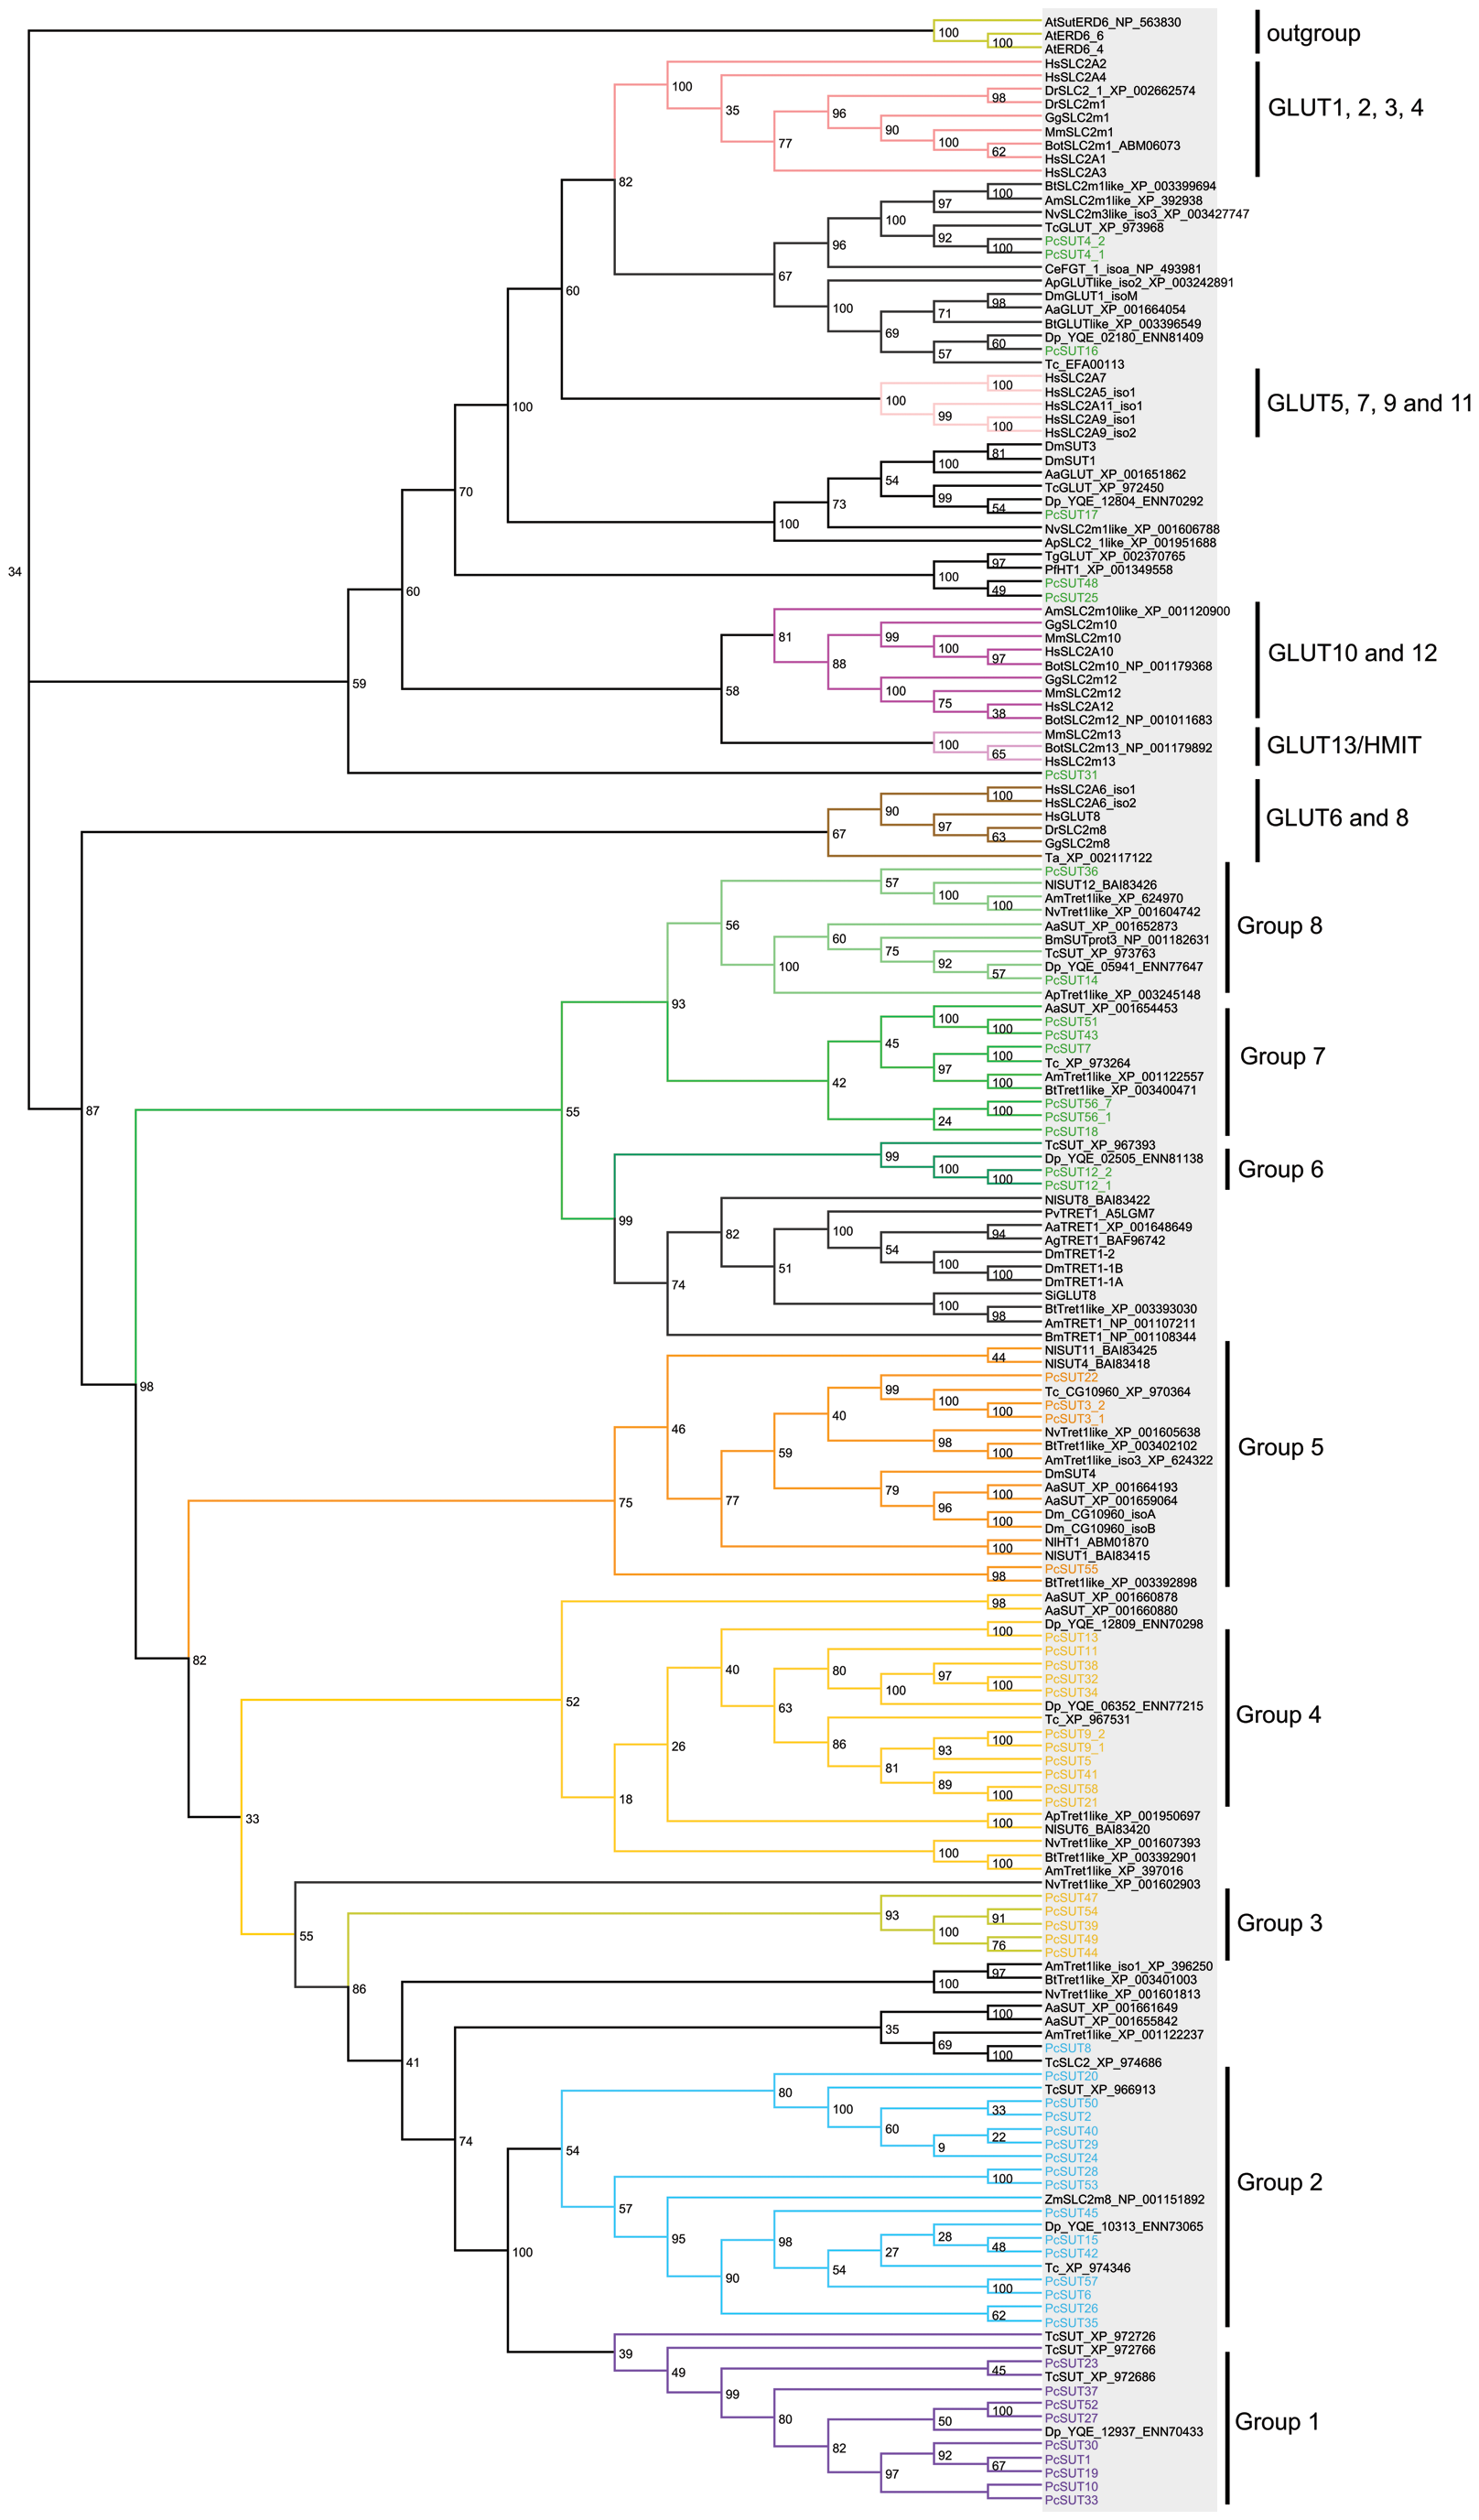 AtSutERD6_NP_563830
100
AtERD6_6
outgroup
100
AtERD6_4
HsSLC2A2
100
HsSLC2A4
35
DrSLC2_1_XP_002662574
98
DrSLC2m1
GLUT1, 2, 3, 4
96
GgSLC2m1
90
MmSLC2m1
77
100
BotSLC2m1_ABM06073
62
HsSLC2A1
HsSLC2A3
82
BtSLC2m1like_XP_003399694
100
AmSLC2m1like_XP_392938
97
NvSLC2m3like_iso3_XP_003427747
100
TcGLUT_XP_973968
92
PcSUT4_2
96
100
PcSUT4_1
CeFGT_1_isoa_NP_493981
67
ApGLUTlike_iso2_XP_003242891
60
DmGLUT1_isoM
100
98
AaGLUT_XP_001664054
71
BtGLUTlike_XP_003396549
69
Dp_YQE_02180_ENN81409
60
PcSUT16
57
Tc_EFA00113
HsSLC2A7
100
HsSLC2A5_iso1
100
HsSLC2A11_iso1
GLUT5, 7, 9 and 11
100
99
HsSLC2A9_iso1
100
HsSLC2A9_iso2
DmSUT3
81
DmSUT1
100
AaGLUT_XP_001651862
54
TcGLUT_XP_972450
70
99
Dp_YQE_12804_ENN70292
73
54
PcSUT17
100
NvSLC2m1like_XP_001606788
ApSLC2_1like_XP_001951688
TgGLUT_XP_002370765
97
PfHT1_XP_001349558
34
100
PcSUT48
60
49
PcSUT25
AmSLC2m10like_XP_001120900
GgSLC2m10
81
99
MmSLC2m10
100
HsSLC2A10
GLUT10 and 12
88
97
BotSLC2m10_NP_001179368
GgSLC2m12
59
58
100
MmSLC2m12
75
HsSLC2A12
38
BotSLC2m12_NP_001011683
MmSLC2m13
100
BotSLC2m13_NP_001179892
GLUT13/HMIT
65
HsSLC2m13
PcSUT31
HsSLC2A6_iso1
100
HsSLC2A6_iso2
90
HsGLUT8
GLUT6 and 8
97
DrSLC2m8
67
63
GgSLC2m8
Ta_XP_002117122
PcSUT36
57
NlSUT12_BAI83426
100
AmTret1like_XP_624970
100
NvTret1like_XP_001604742
56
AaSUT_XP_001652873
Group 8
60
BmSUTprot3_NP_001182631
75
TcSUT_XP_973763
100
92
Dp_YQE_05941_ENN77647
57
PcSUT14
ApTret1like_XP_003245148
93
AaSUT_XP_001654453
100
PcSUT51
100
PcSUT43
45
PcSUT7
100
Group 7
Tc_XP_973264
97
AmTret1like_XP_001122557
42
100
BtTret1like_XP_003400471
87
55
PcSUT56_7
100
PcSUT56_1
24
PcSUT18
TcSUT_XP_967393
99
Dp_YQE_02505_ENN81138
100
PcSUT12_2
Group 6
100
PcSUT12_1
NlSUT8_BAI83422
99
PvTRET1_A5LGM7
82
100
AaTRET1_XP_001648649
94
AgTRET1_BAF96742
54
DmTRET1-2
51
100
DmTRET1-1B
74
100
DmTRET1-1A
SiGLUT8
100
BtTret1like_XP_003393030
98
AmTRET1_NP_001107211
BmTRET1_NP_001108344
NlSUT11_BAI83425
44
NlSUT4_BAI83418
98
PcSUT22
99
Tc_CG10960_XP_970364
100
PcSUT3_2
40
100
PcSUT3_1
46
NvTret1like_XP_001605638
98
BtTret1like_XP_003402102
Group 5
59
100
AmTret1like_iso3_XP_624322
DmSUT4
79
AaSUT_XP_001664193
75
77
100
AaSUT_XP_001659064
96
Dm_CG10960_isoA
100
Dm_CG10960_isoB
NlHT1_ABM01870
100
NlSUT1_BAI83415
PcSUT55
98
BtTret1like_XP_003392898
AaSUT_XP_001660878
98
AaSUT_XP_001660880
Dp_YQE_12809_ENN70298
100
PcSUT13
PcSUT11
82
40
80
PcSUT38
97
PcSUT32
100
100
PcSUT34
52
63
Dp_YQE_06352_ENN77215
Tc_XP_967531
Group 4
PcSUT9_2
26
86
100
PcSUT9_1
93
PcSUT5
81
PcSUT41
89
PcSUT58
18
100
PcSUT21
33
ApTret1like_XP_001950697
100
NlSUT6_BAI83420
NvTret1like_XP_001607393
100
BtTret1like_XP_003392901
100
AmTret1like_XP_397016
NvTret1like_XP_001602903
PcSUT47
93
PcSUT54
91
PcSUT39
Group 3
55
100
PcSUT49
76
PcSUT44
AmTret1like_iso1_XP_396250
97
86
BtTret1like_XP_003401003
100
NvTret1like_XP_001601813
AaSUT_XP_001661649
100
AaSUT_XP_001655842
35
AmTret1like_XP_001122237
69
PcSUT8
41
100
TcSLC2_XP_974686
PcSUT20
80
TcSUT_XP_966913
100
PcSUT50
33
PcSUT2
60
PcSUT40
74
22
PcSUT29
54
9
PcSUT24
PcSUT28
100
PcSUT53
Group 2
ZmSLC2m8_NP_001151892
57
PcSUT45
Dp_YQE_10313_ENN73065
95
98
28
PcSUT15
48
PcSUT42
100
27
Tc_XP_974346
54
PcSUT57
90
100
PcSUT6
PcSUT26
62
PcSUT35
TcSUT_XP_972726
39
TcSUT_XP_972766
49
PcSUT23
45
TcSUT_XP_972686
99
PcSUT37
PcSUT52
100
80
PcSUT27
50
Group 1
Dp_YQE_12937_ENN70433
82
PcSUT30
92
PcSUT1
67
97
PcSUT19
PcSUT10
PcSUT33